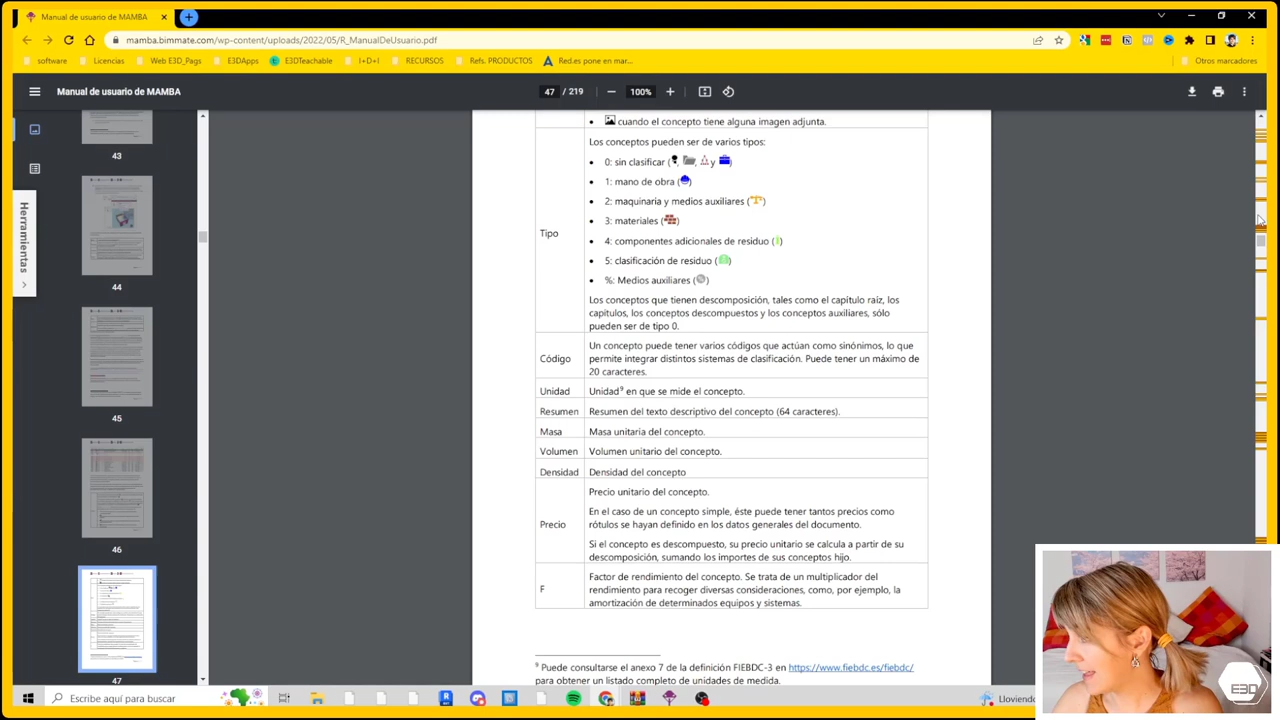 Manual de usuario de MAMBA
mamba.bimmate.com/wp-content/uploads/2022/05/R_ManualDeUsuario.pdf
software
Licencias
Web E3D_Pags
E3DApps
E3DTeachable
I+D+I
RECURSOS
Refs. PRODUCTOS
Red.es pone en mar...
Otros marcadores
Manual de usuario de MAMBA
47 / 219
100%
43
44
45
46
47
Herramientas
• cuando el concepto tiene alguna imagen adjunta.
Tipo
Los conceptos pueden ser de varios tipos:
• 0: sin clasificar ( , , y )
• 1: mano de obra ( )
• 2: maquinaria y medios auxiliares ( )
• 3: materiales ( )
• 4: componentes adicionales de residuo ( )
• 5: clasificación de residuo ( )
• %: Medios auxiliares ( )
Los conceptos que tienen descomposición, tales como el capítulo raíz, los
capítulos, los conceptos descompuestos y los conceptos auxiliares, sólo
pueden ser de tipo 0.
Código
Un concepto puede tener varios códigos que actúan como sinónimos, lo que
permite integrar distintos sistemas de clasificación. Puede tener un máximo de
20 caracteres.
Unidad Unidad⁹ en que se mide el concepto.
Resumen Resumen del texto descriptivo del concepto (64 caracteres).
Masa Masa unitaria del concepto.
Volumen Volumen unitario del concepto.
Densidad Densidad del concepto
Precio
Precio unitario del concepto.
En el caso de un concepto simple, éste puede tener tantos precios como
rótulos se hayan definido en los datos generales del documento.
Si el concepto es descompuesto, su precio unitario se calcula a partir de su
descomposición, sumando los importes de sus conceptos hijo.
F
Factor de rendimiento del concepto. Se trata de un multiplicador del
rendimiento para recoger diversas consideraciones, como, por ejemplo, la
amortización de determinados equipos y sistemas.
⁹ Puede consultarse el anexo 7 de la definición FIEBDC-3 en https://www.fiebdc.es/fiebdc/
para obtener un listado completo de unidades de medida.
Escribe aquí para buscar
Lloviendo
E3D